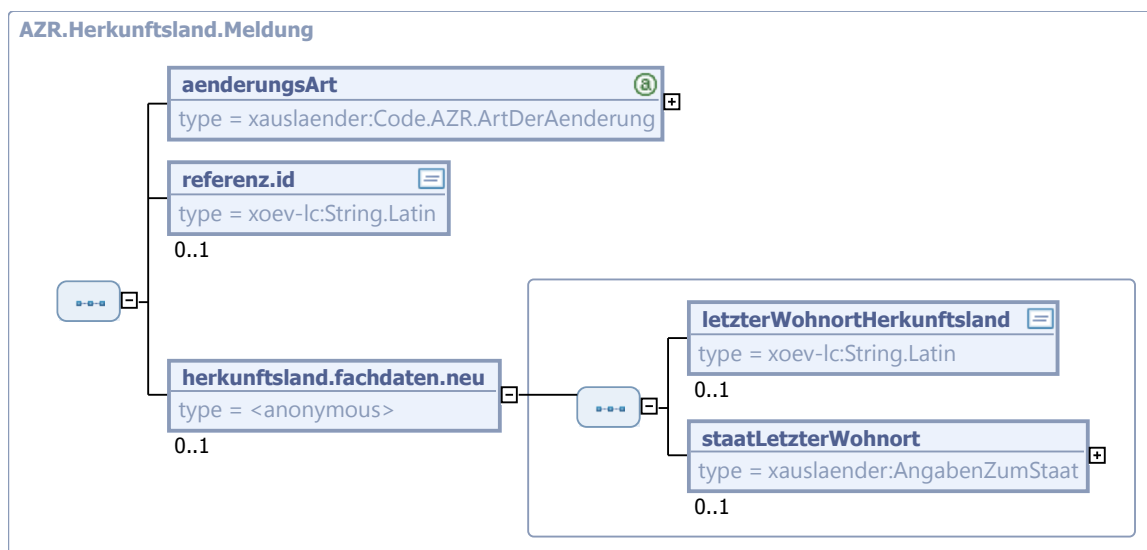 AZR.Herkunftsland.Meldung
aenderungsArt
type = xauslaender:Code.AZR.ArtDerAenderung
referenz.id
type = xoev-lc:String.Latin
0..1
herkunftsland.fachdaten.neu
type = <anonymous>
0..1
letzterWohnortHerkunftsland
type = xoev-lc:String.Latin
0..1
staatLetzterWohnort
type = xauslaender:AngabenZumStaat
0..1